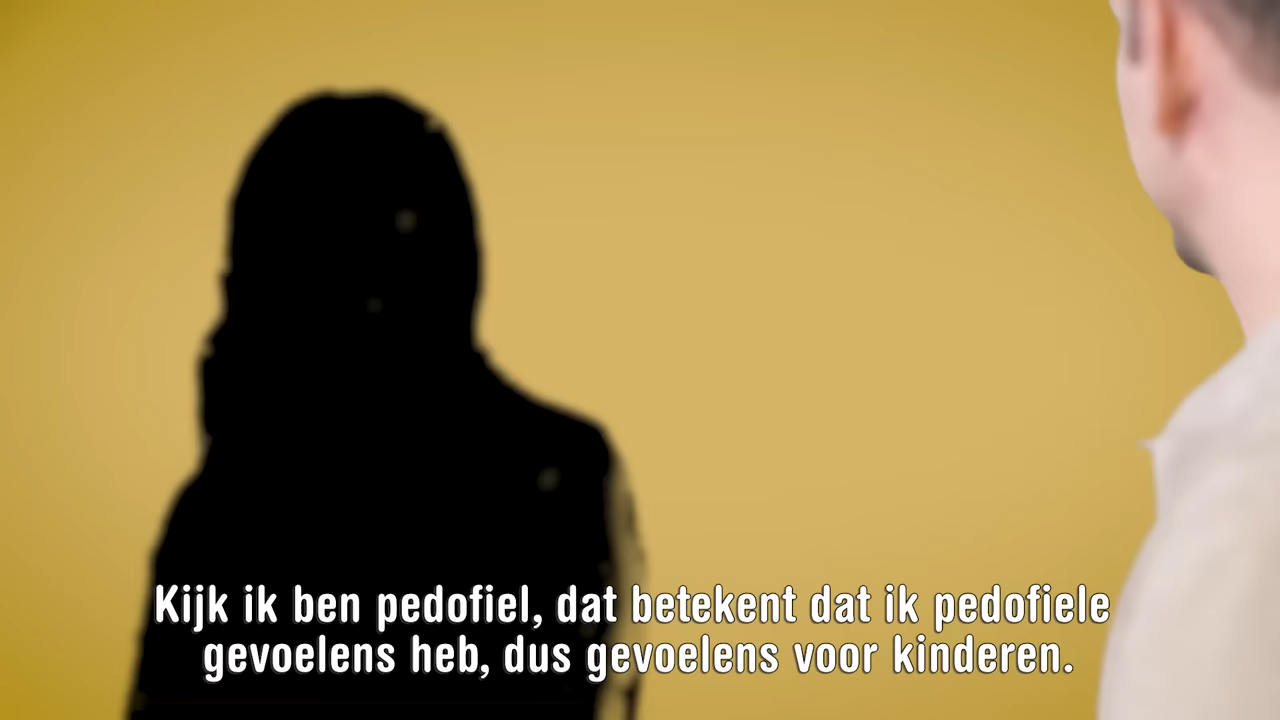 Kijk ik ben pedofiel, dat betekent dat ik pedofiele
gevoelens heb, dus gevoelens voor kinderen.